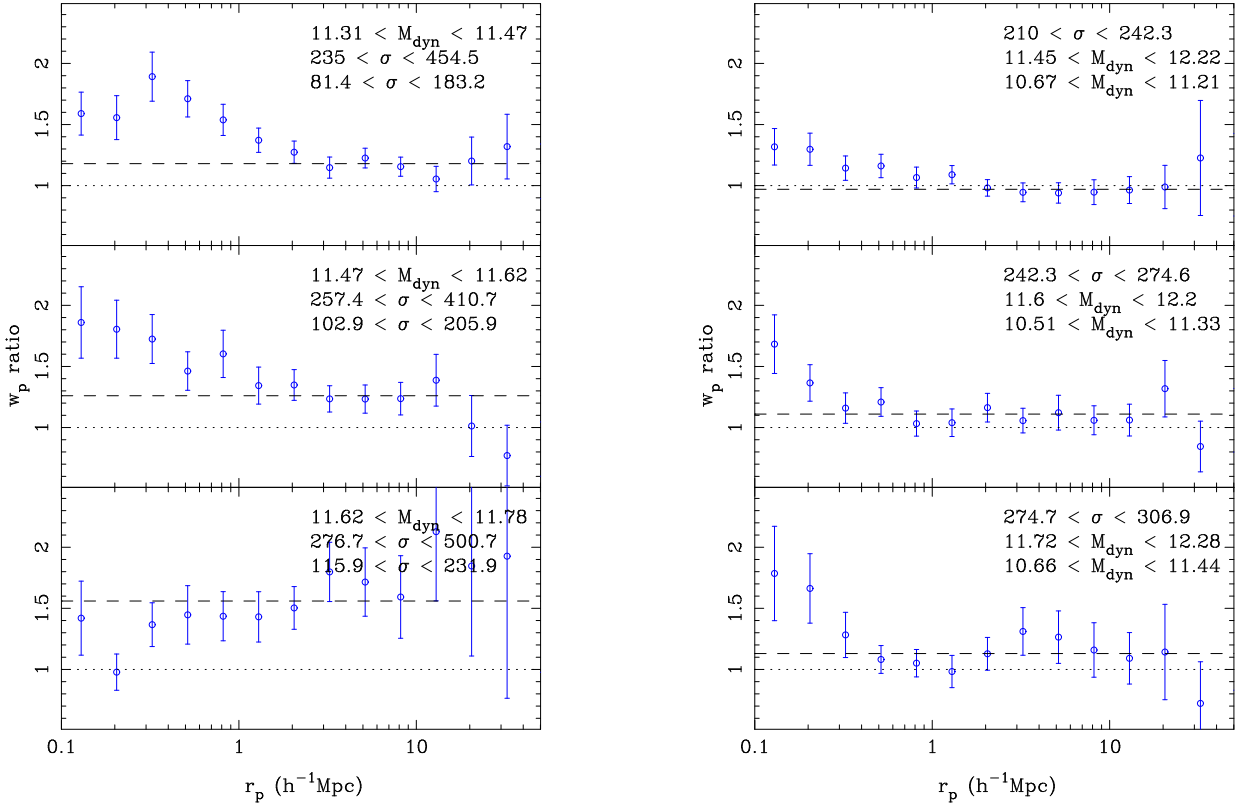 11.31 < M_dyn < 11.47
235 < σ < 454.5
81.4 < σ < 183.2
2
1.5
1
11.47 < M_dyn < 11.62
257.4 < σ < 410.7
102.9 < σ < 205.9
2
1.5
1
w_p ratio
11.62 < M_dyn < 11.78
276.7 < σ < 500.7
115.9 < σ < 231.9
2
1.5
1
0.1 1 10
r_p (h⁻¹Mpc)
210 < σ < 242.3
11.45 < M_dyn < 12.22
10.67 < M_dyn < 11.21
2
1.5
1
242.3 < σ < 274.6
11.6 < M_dyn < 12.2
10.51 < M_dyn < 11.33
2
1.5
1
w_p ratio
274.7 < σ < 306.9
11.72 < M_dyn < 12.28
10.66 < M_dyn < 11.44
2
1.5
1
0.1 1 10
r_p (h⁻¹Mpc)